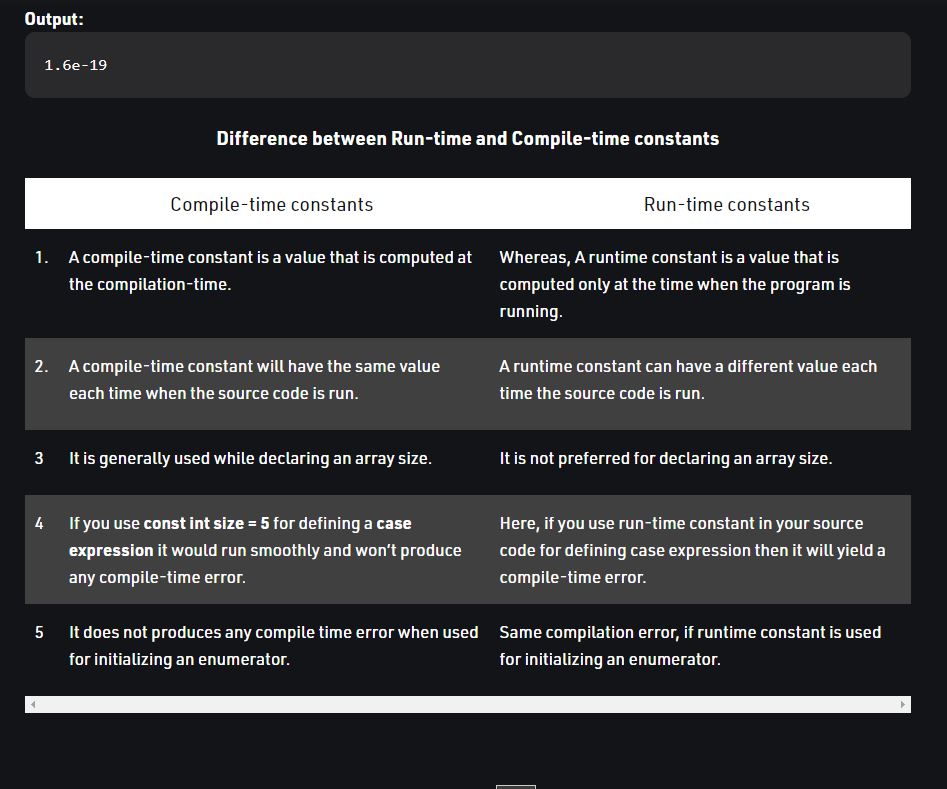 Output:
1.6e-19
Difference between Run-time and Compile-time constants
Compile-time constants
Run-time constants
1.
A compile-time constant is a value that is computed at
the compilation-time.
Whereas, A runtime constant is a value that is
computed only at the time when the program is
running.
2.
A compile-time constant will have the same value
each time when the source code is run.
A runtime constant can have a different value each
time the source code is run.
3
It is generally used while declaring an array size.
It is not preferred for declaring an array size.
4
If you use const int size = 5 for defining a case
expression it would run smoothly and won't produce
any compile-time error.
Here, if you use run-time constant in your source
code for defining case expression then it will yield a
compile-time error.
5
It does not produces any compile time error when used
for initializing an enumerator.
Same compilation error, if runtime constant is used
for initializing an enumerator.